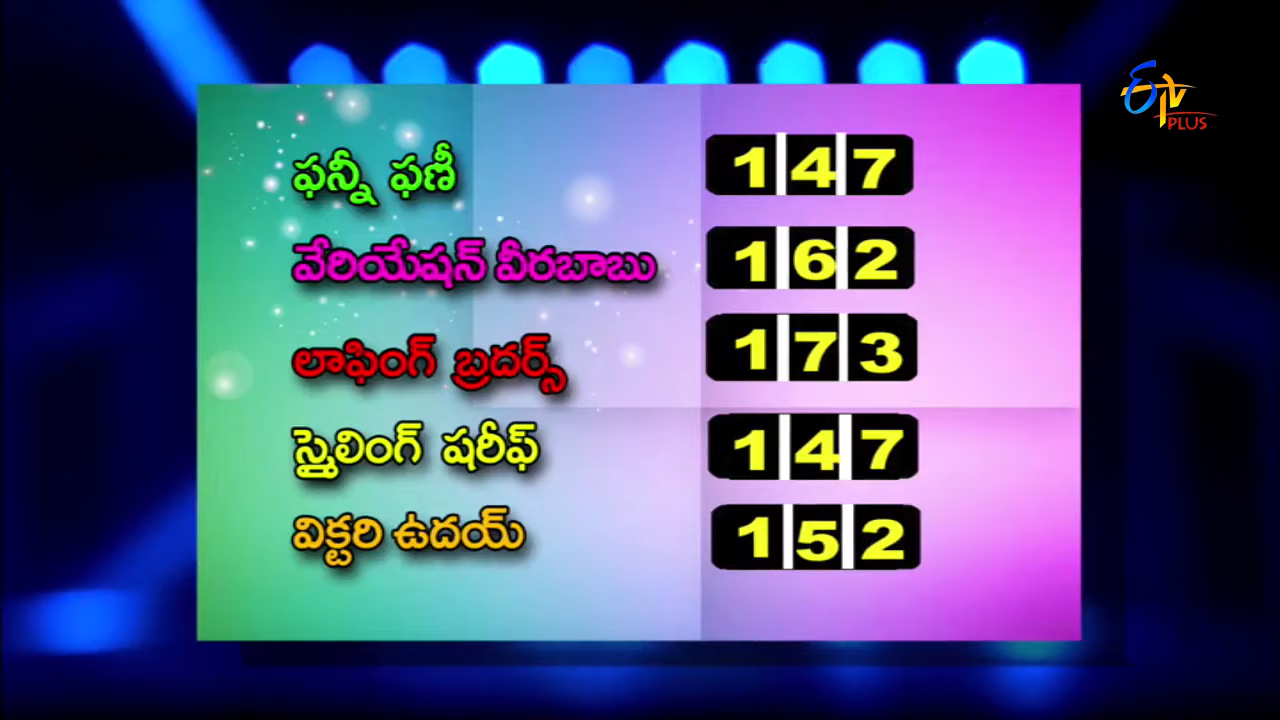 ETV
PLUS
ఫన్నీ ఫణీ 147
వేరియేషన్ వీరబాబు 162
లాఫింగ్ బ్రదర్స్ 173
స్మైలింగ్ షరీఫ్ 147
విక్టరి ఉదయ్ 152